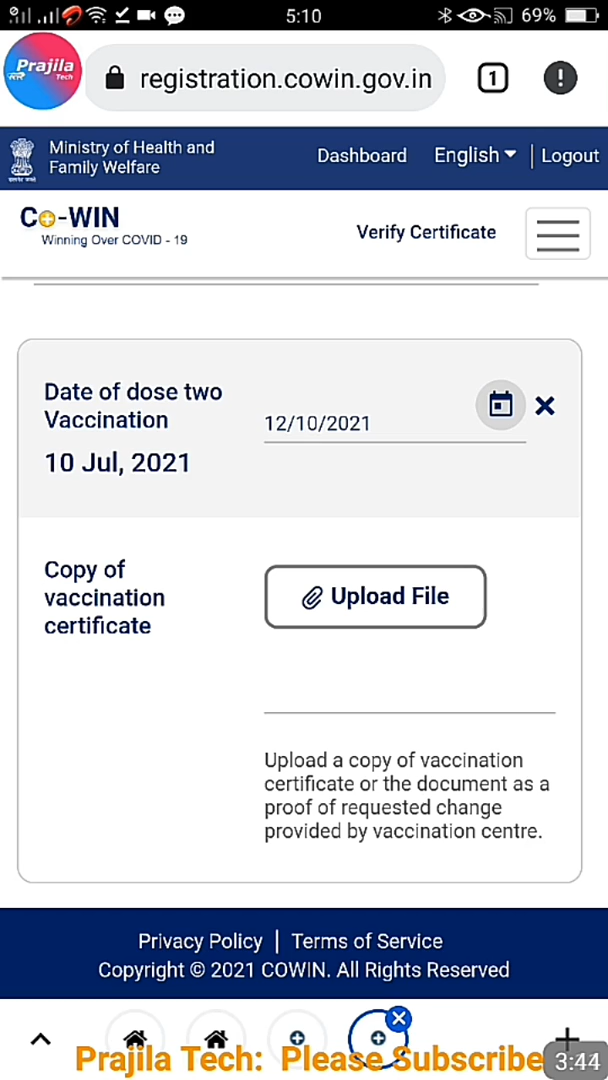 5:10
69%
Prajila
Tech
registration.cowin.gov.in
1
Ministry of Health and
Family Welfare
Dashboard
English
Logout
Co-WIN
Winning Over COVID - 19
Verify Certificate
Date of dose two
Vaccination
10 Jul, 2021
12/10/2021
Copy of
vaccination
certificate
Upload File
Upload a copy of vaccination
certificate or the document as a
proof of requested change
provided by vaccination centre.
Privacy Policy | Terms of Service
Copyright © 2021 COWIN. All Rights Reserved
Prajila Tech: Please Subscribe
3:44